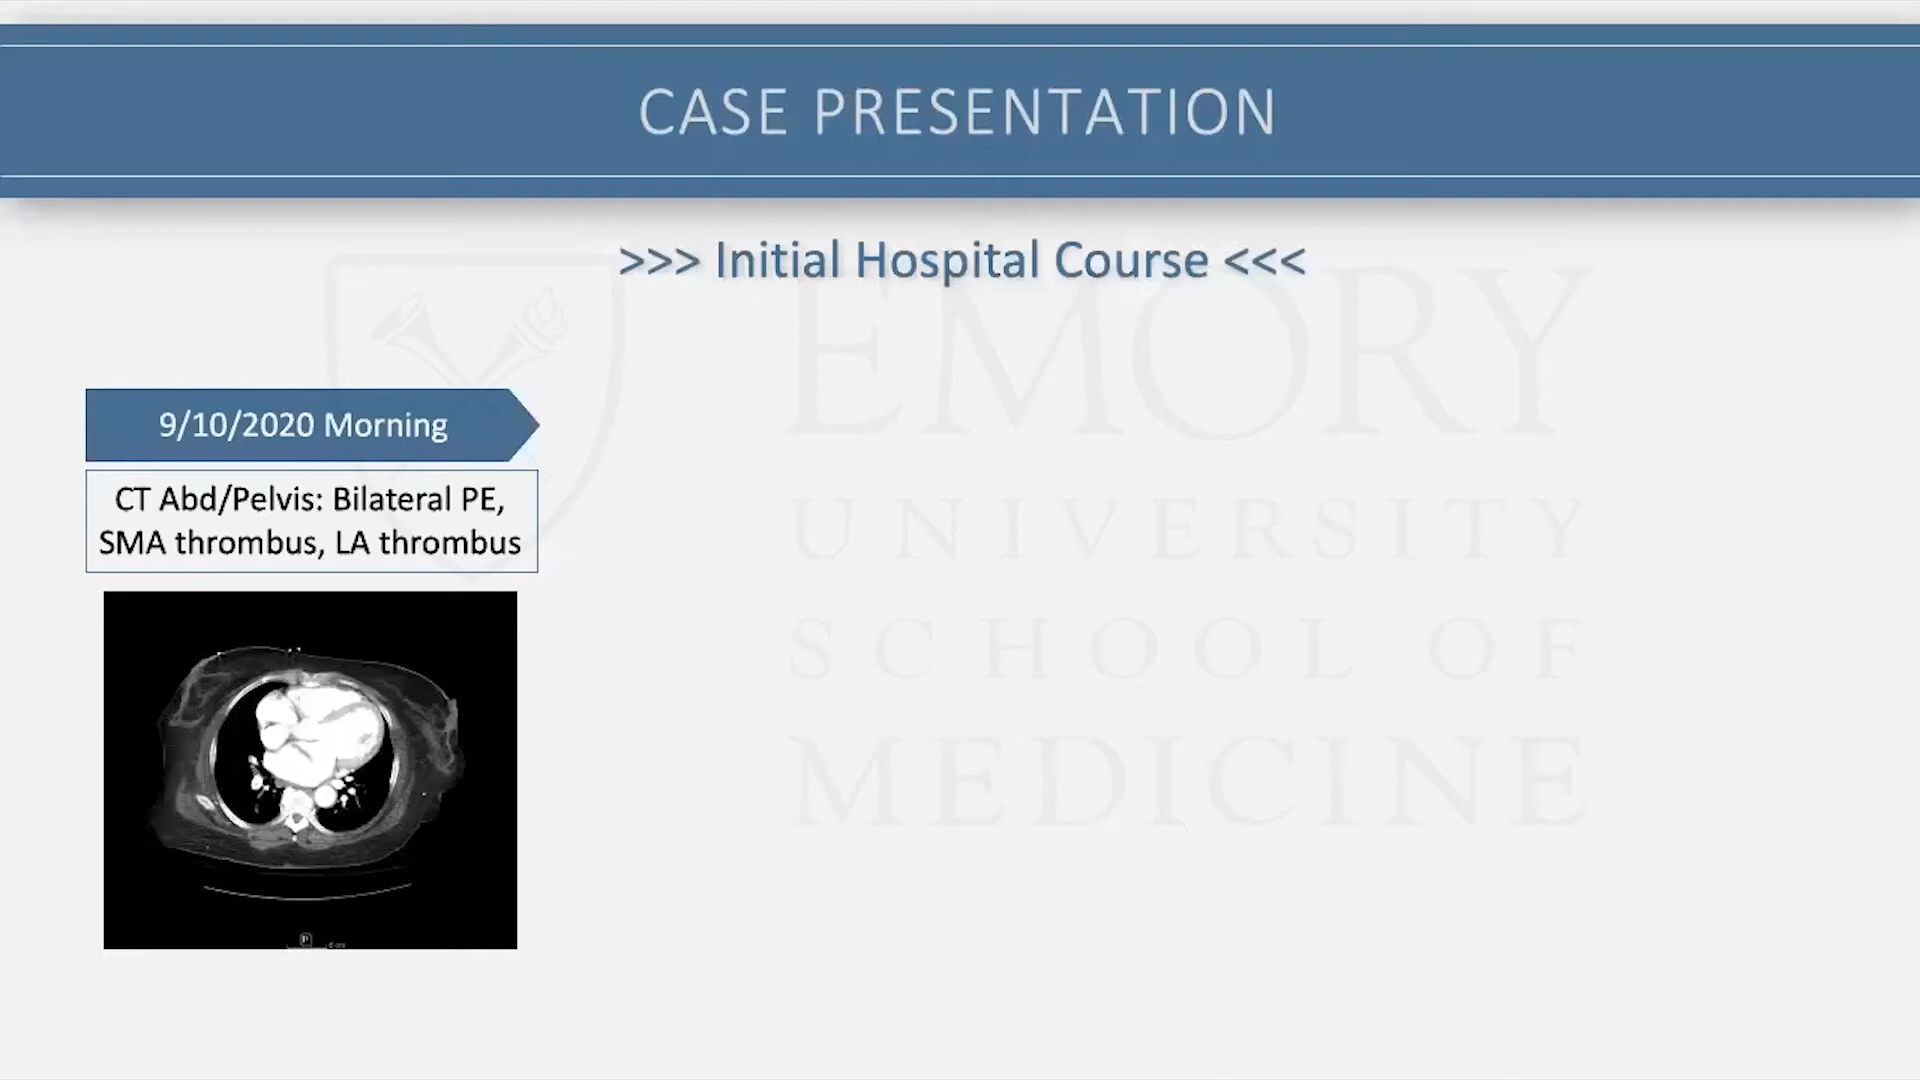 CASE PRESENTATION
>>> Initial Hospital Course <<<
EMORY
UNIVERSITY
SCHOOL OF
MEDICINE
9/10/2020 Morning
CT Abd/Pelvis: Bilateral PE,
SMA thrombus, LA thrombus
P